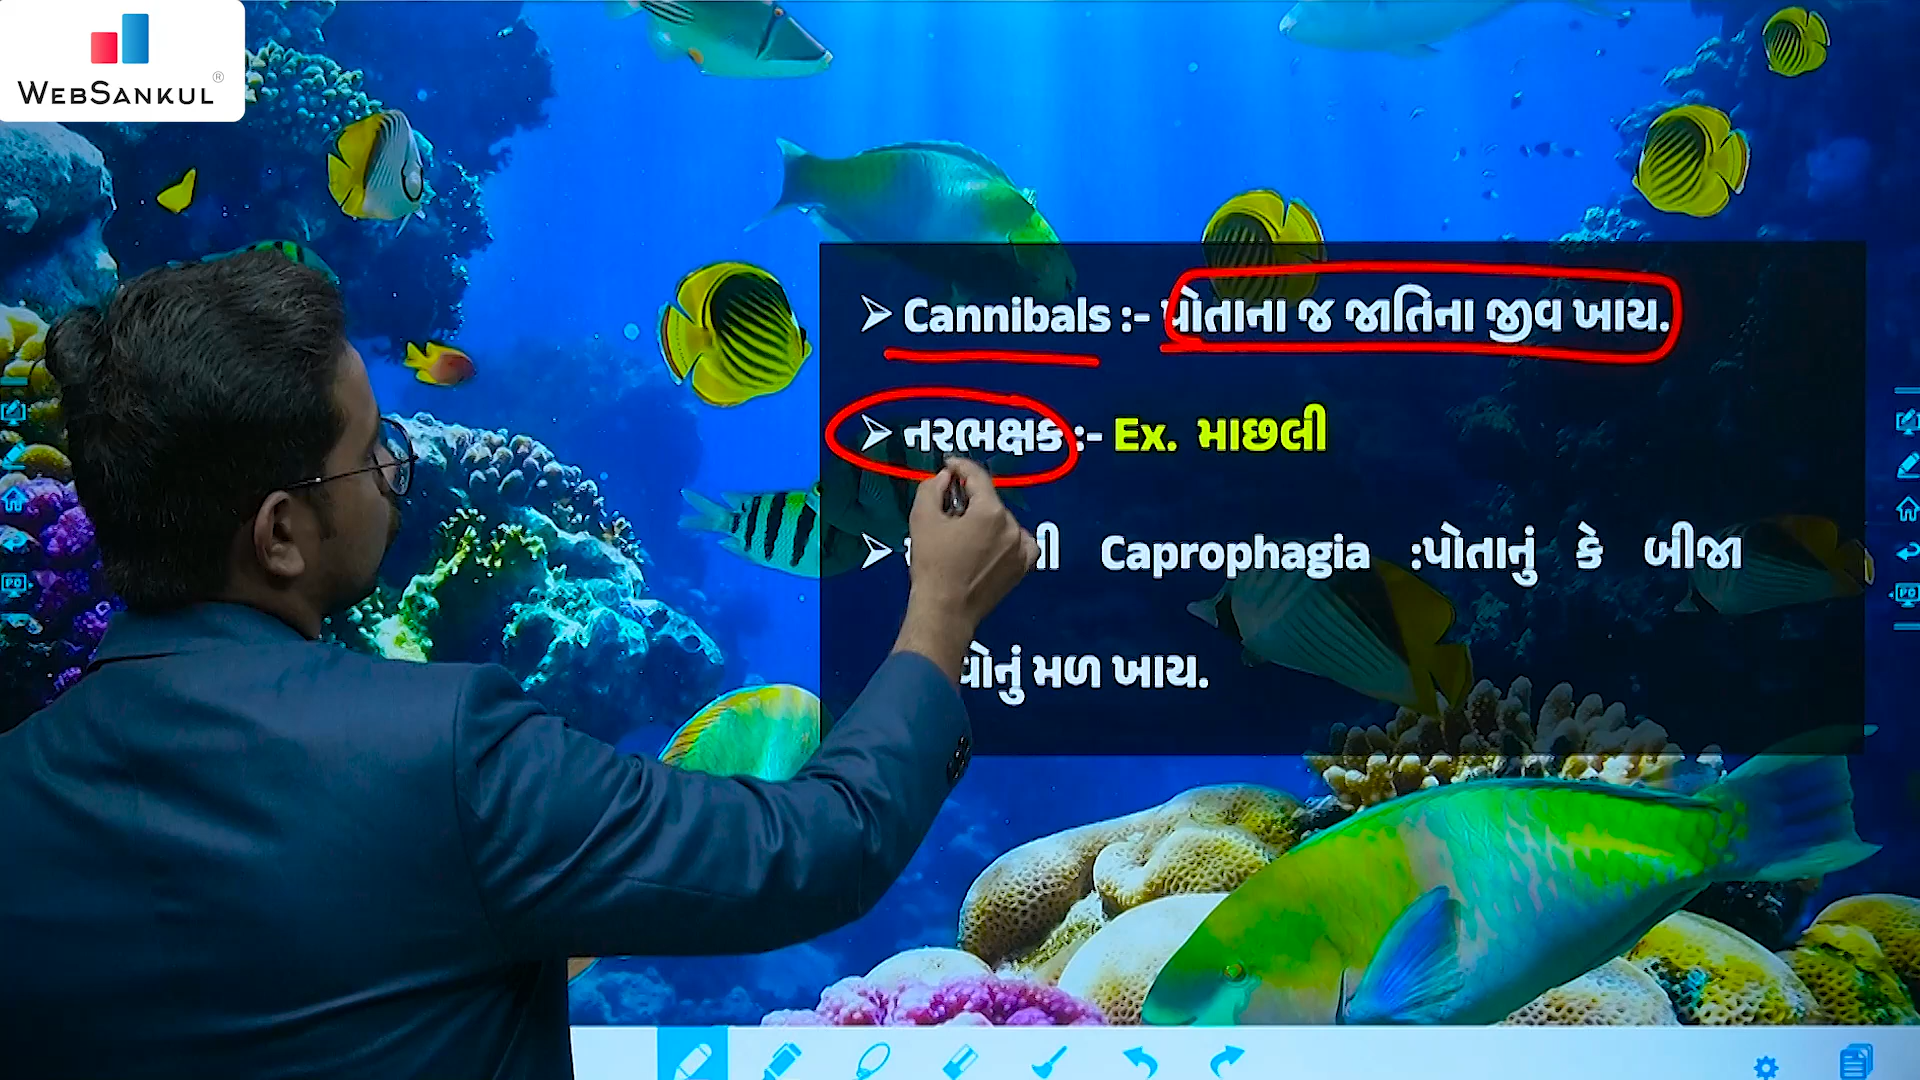 WEBSANKUL®
➢ Cannibals :- પોતાના જ જાતિના જીવ ખાય.
➢ નરભક્ષક :- Ex. માછલી
➢ Caprophagia :પોતાનું કે બીજા
મળ ખાય.